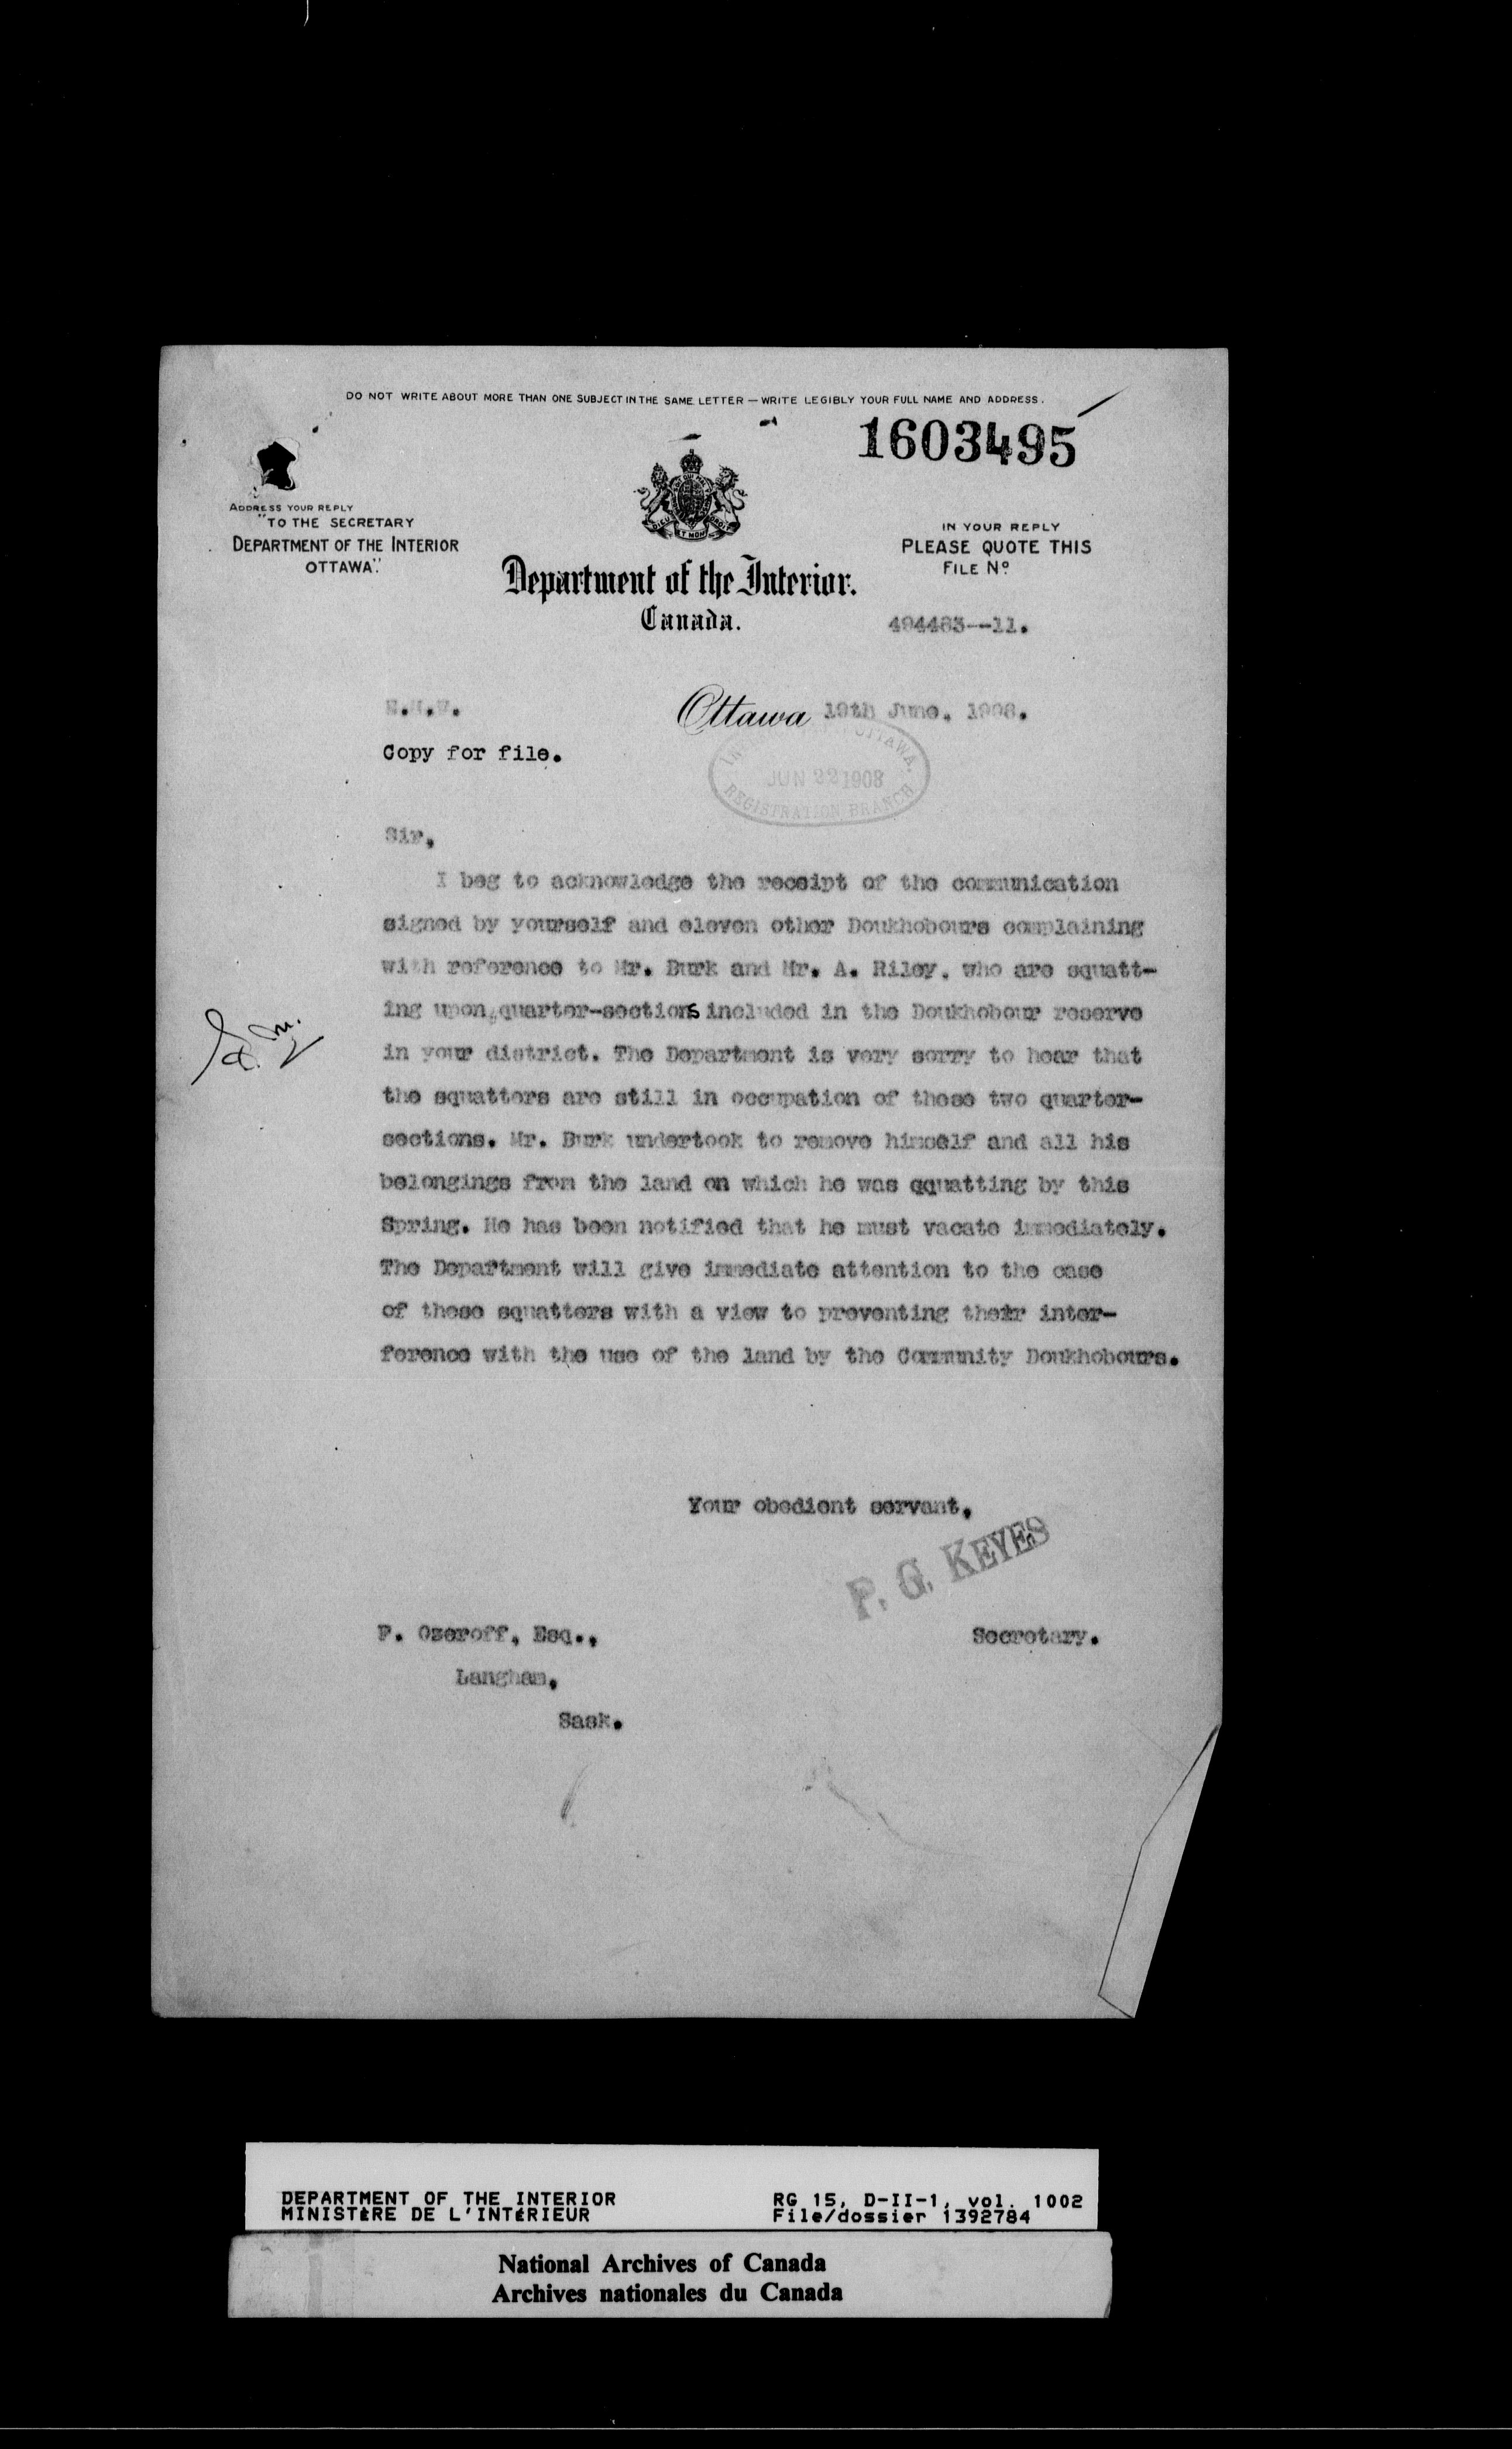 DO NOT WRITE ABOUT MORE THAN ONE SUBJECT IN THE SAME LETTER — WRITE LEGIBLY YOUR FULL NAME AND ADDRESS.
1603495
ADDRESS YOUR REPLY
"TO THE SECRETARY
DEPARTMENT OF THE INTERIOR
OTTAWA."
IN YOUR REPLY
PLEASE QUOTE THIS
FILE No
494483--11.
Department of the Interior.
Canada.
Ottawa 19th June, 1908.
Copy for file.
OTTAWA
JUN 22 1908
REGISTRATION BRANCH
Sir,
I beg to acknowledge the receipt of the communication
signed by yourself and eleven other Doukhobours complaining
with reference to Mr. Burk and Mr. A. Riley, who are squatt-
ing upon quarter-sections included in the Doukhobour reserve
in your district. The Department is very sorry to hear that
the squatters are still in occupation of these two quarter-
sections. Mr. Burk undertook to remove himself and all his
belongings from the land on which he was qquatting by this
Spring. He has been notified that he must vacate immediately.
The Department will give immediate attention to the case
of these squatters with a view to preventing their inter-
ference with the use of the land by the Community Doukhobours.
Your obedient servant,
P. G. KEYES
Secretary.
P. Ozeroff, Esq.,
Langham,
Sask.
DEPARTMENT OF THE INTERIOR
MINISTÈRE DE L'INTÉRIEUR
RG 15, D-II-1, vol. 1002
File/dossier 1392784
National Archives of Canada
Archives nationales du Canada